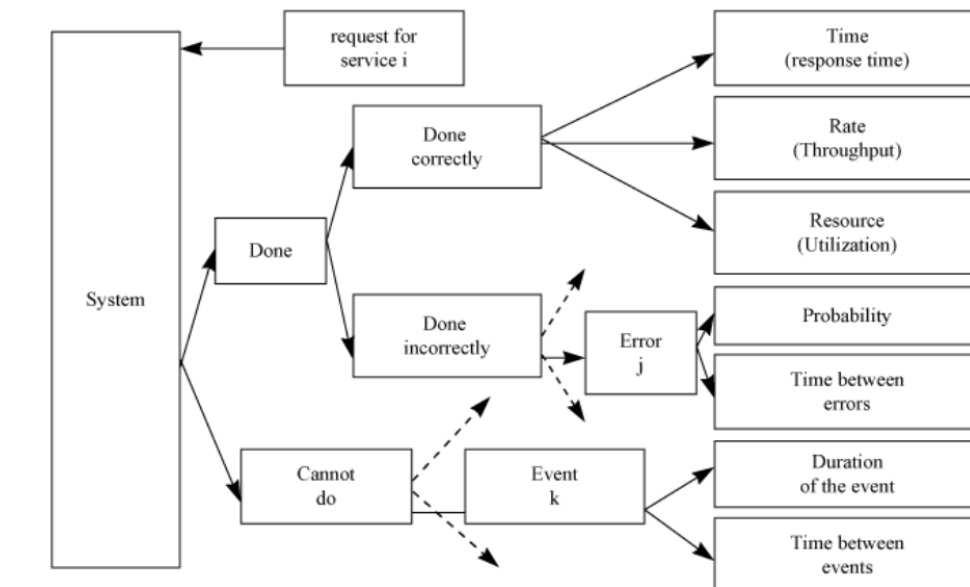 request for
service i
Time
(response time)
Done
correctly
Rate
(Throughput)
Resource
(Utilization)
Done
System
Done
incorrectly
Error
j
Probability
Time between
errors
Cannot
do
Event
k
Duration
of the event
Time between
events